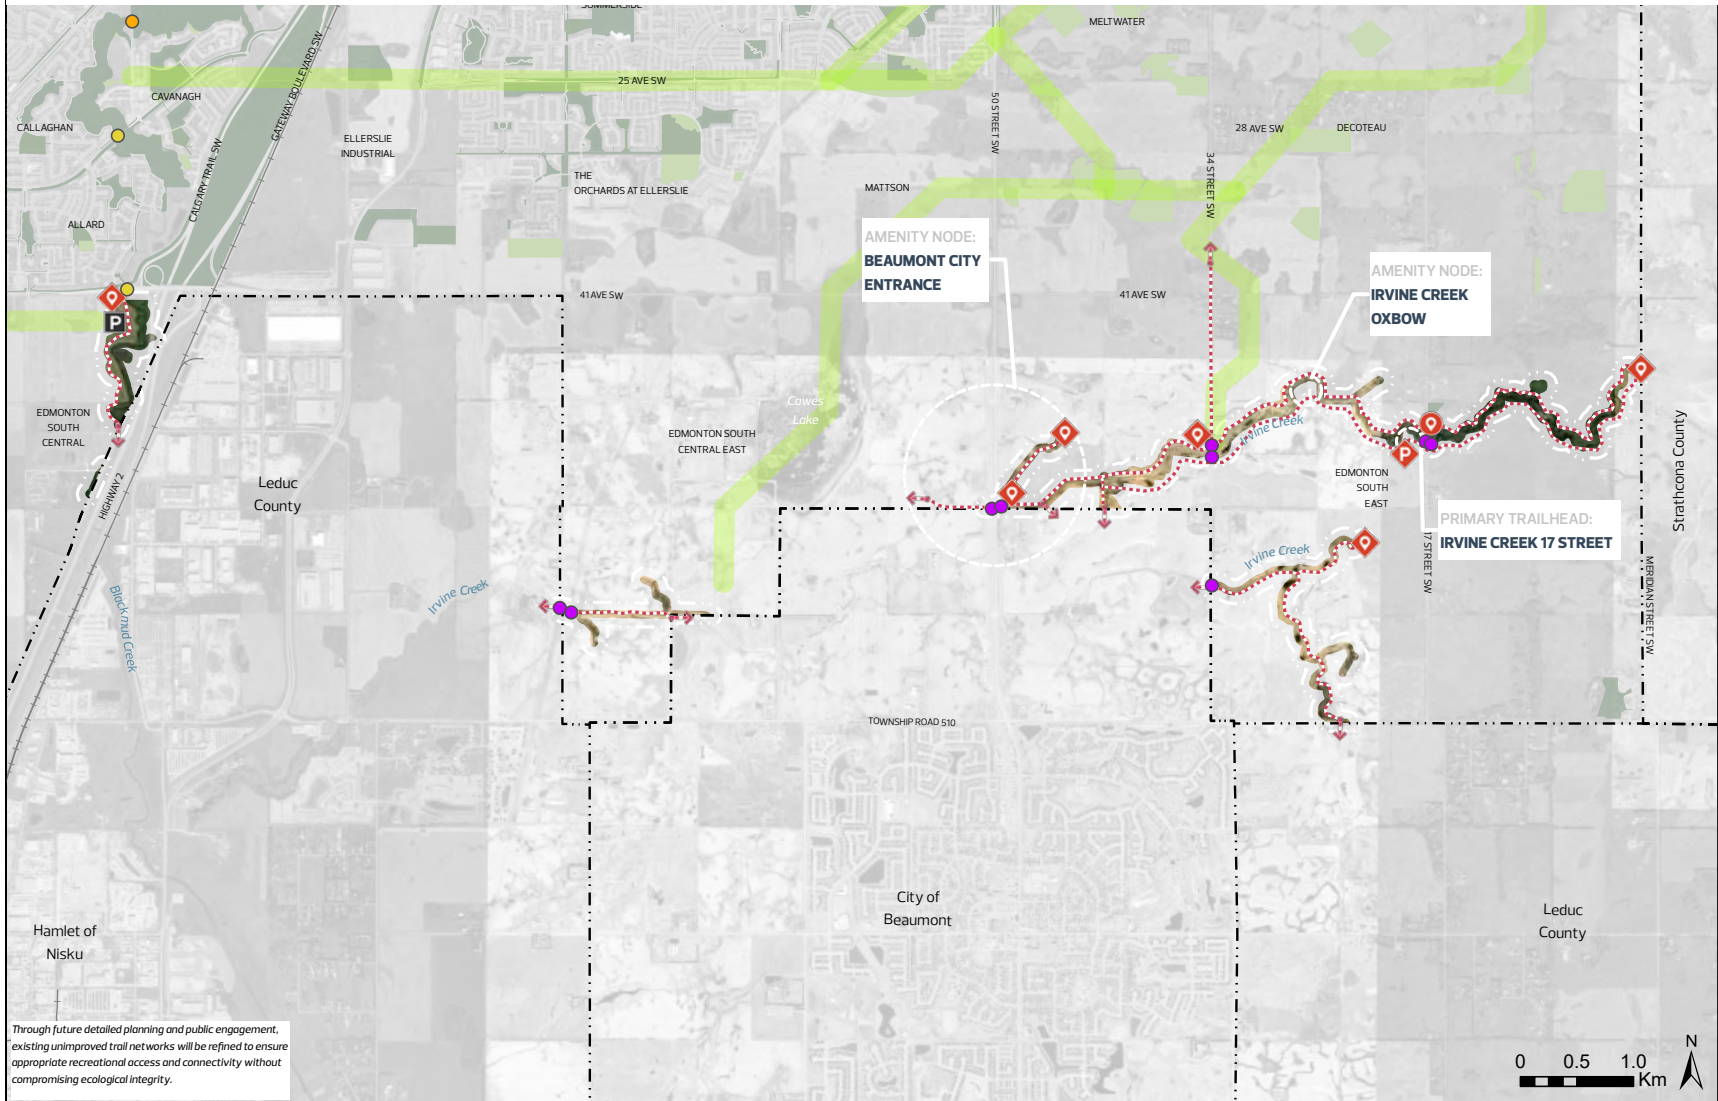 SUMMERSIDE
MELTWATER
25 AVE SW
CAVANAGH
GATEWAY BOULEVARD SW
CALLAGHAN
ELLERSLIE
INDUSTRIAL
50 STREET SW
28 AVE SW
DECOTEAU
CALGARY TRAIL SW
THE
ORCHARDS AT ELLERSLIE
MATTSON
34 STREET SW
ALLARD
AMENITY NODE:
BEAUMONT CITY
ENTRANCE
AMENITY NODE:
IRVINE CREEK
OXBOW
41 AVE SW
41 AVE SW
P
EDMONTON
SOUTH
CENTRAL
HIGHWAY 2
Leduc
County
Cawes
Lake
EDMONTON SOUTH
CENTRAL EAST
Irvine Creek
P
EDMONTON
SOUTH
EAST
Strathcona County
PRIMARY TRAILHEAD:
IRVINE CREEK 17 STREET
17 STREET SW
MERIDIAN STREET SW
Irvine Creek
Irvine Creek
Blackmud Creek
TOWNSHIP ROAD 510
City of
Beaumont
Leduc
County
Hamlet of
Nisku
Through future detailed planning and public engagement,
existing unimproved trail networks will be refined to ensure
appropriate recreational access and connectivity without
compromising ecological integrity.
N
0 0.5 1.0
Km